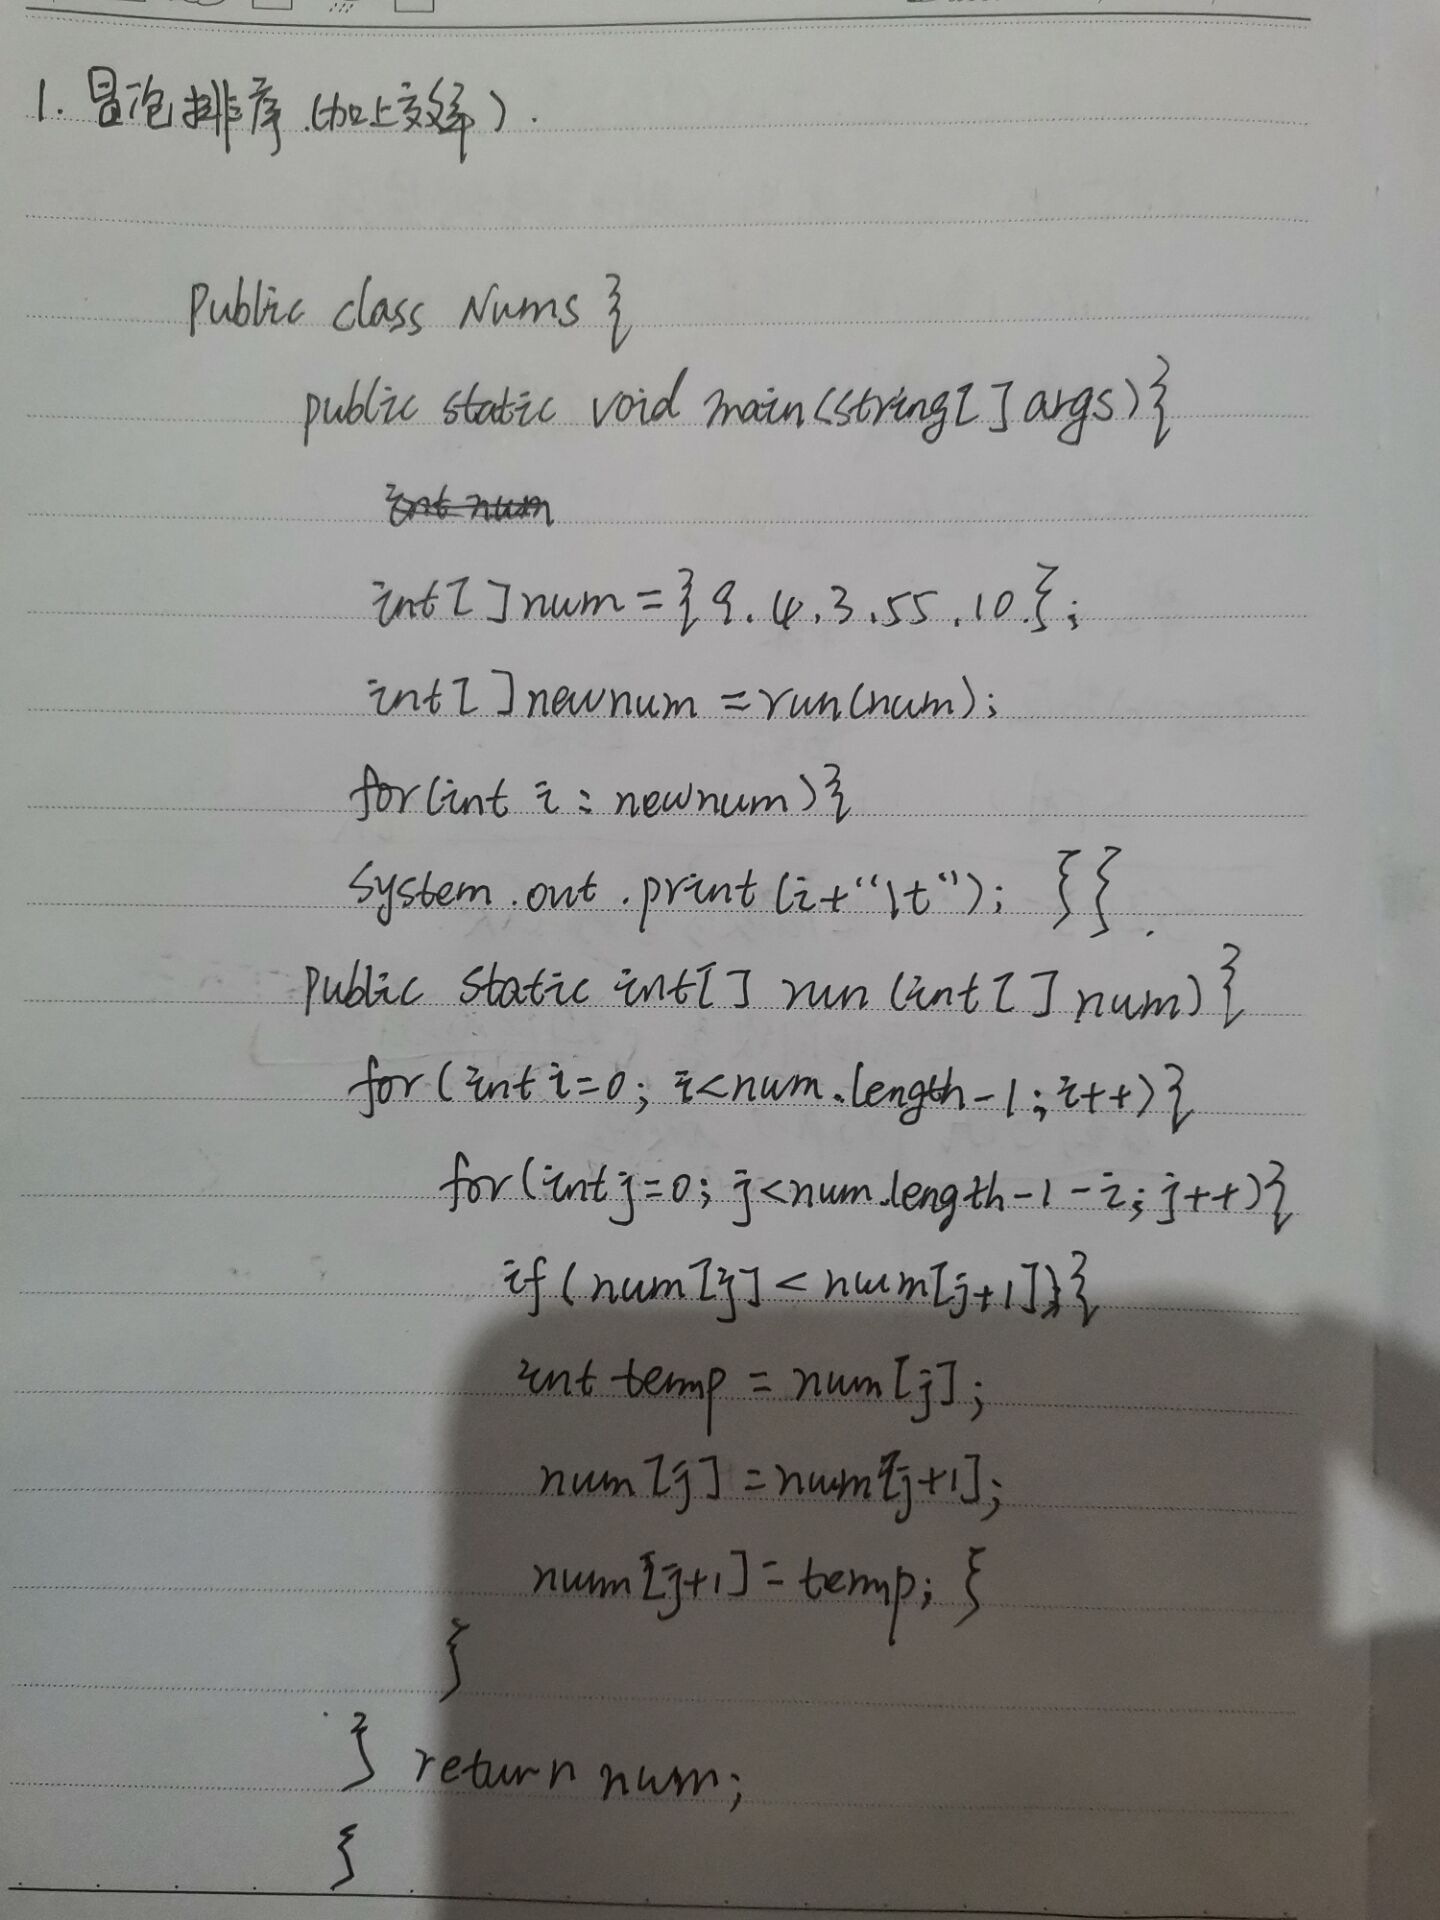 1. 冒泡排序.(加上效率).
Public class Nums {
public static void main(string[] args){
int[] num = {9.4.3.55.10.};
int[] newnum = run(num);
for(int i : newnum){
System.out.print(i+"\t"); }}.
Public static int[] run (int[] num){
for(int i=0; i<num.length-1; i++){
for(int j=0; j<num.length-1-i; j++){
if(num[j] < num[j+1]){
int temp = num[j];
num[j] = num[j+1];
num[j+1] = temp; }
}
} return num;
}